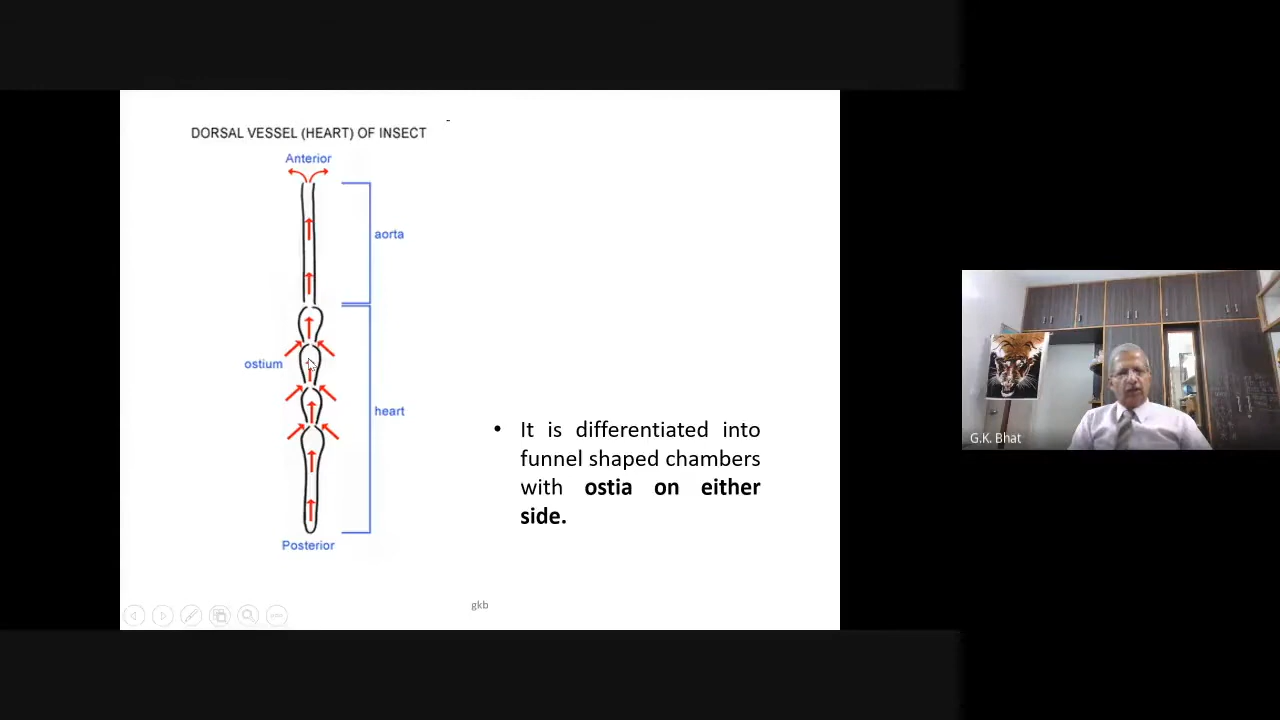 DORSAL VESSEL (HEART) OF INSECT
Anterior
aorta
ostium
heart
Posterior
• It is differentiated into
funnel shaped chambers
with ostia on either
side.
gkb
G.K. Bhat